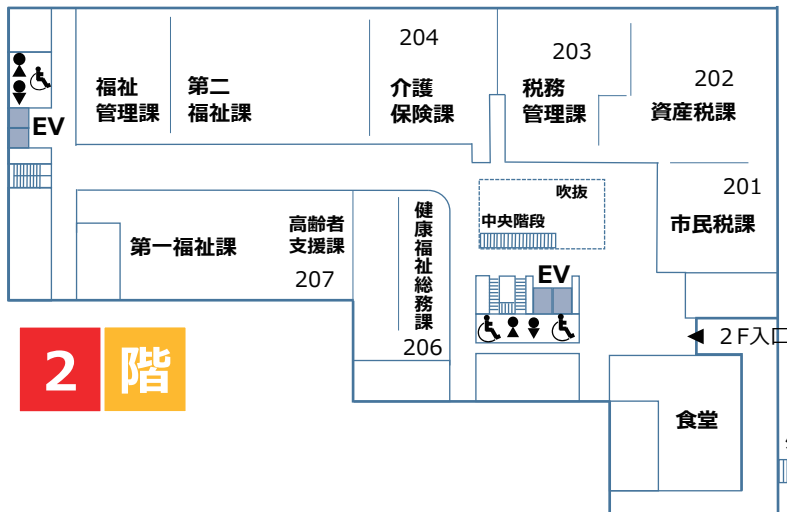 204
203
202
福祉
管理課
第二
福祉課
介護
保険課
税務
管理課
資産税課
EV
201
市民税課
吹抜
中央階段
第一福祉課
高齢者
支援課
207
健康福祉総務課
206
EV
2F入口
2階
食堂